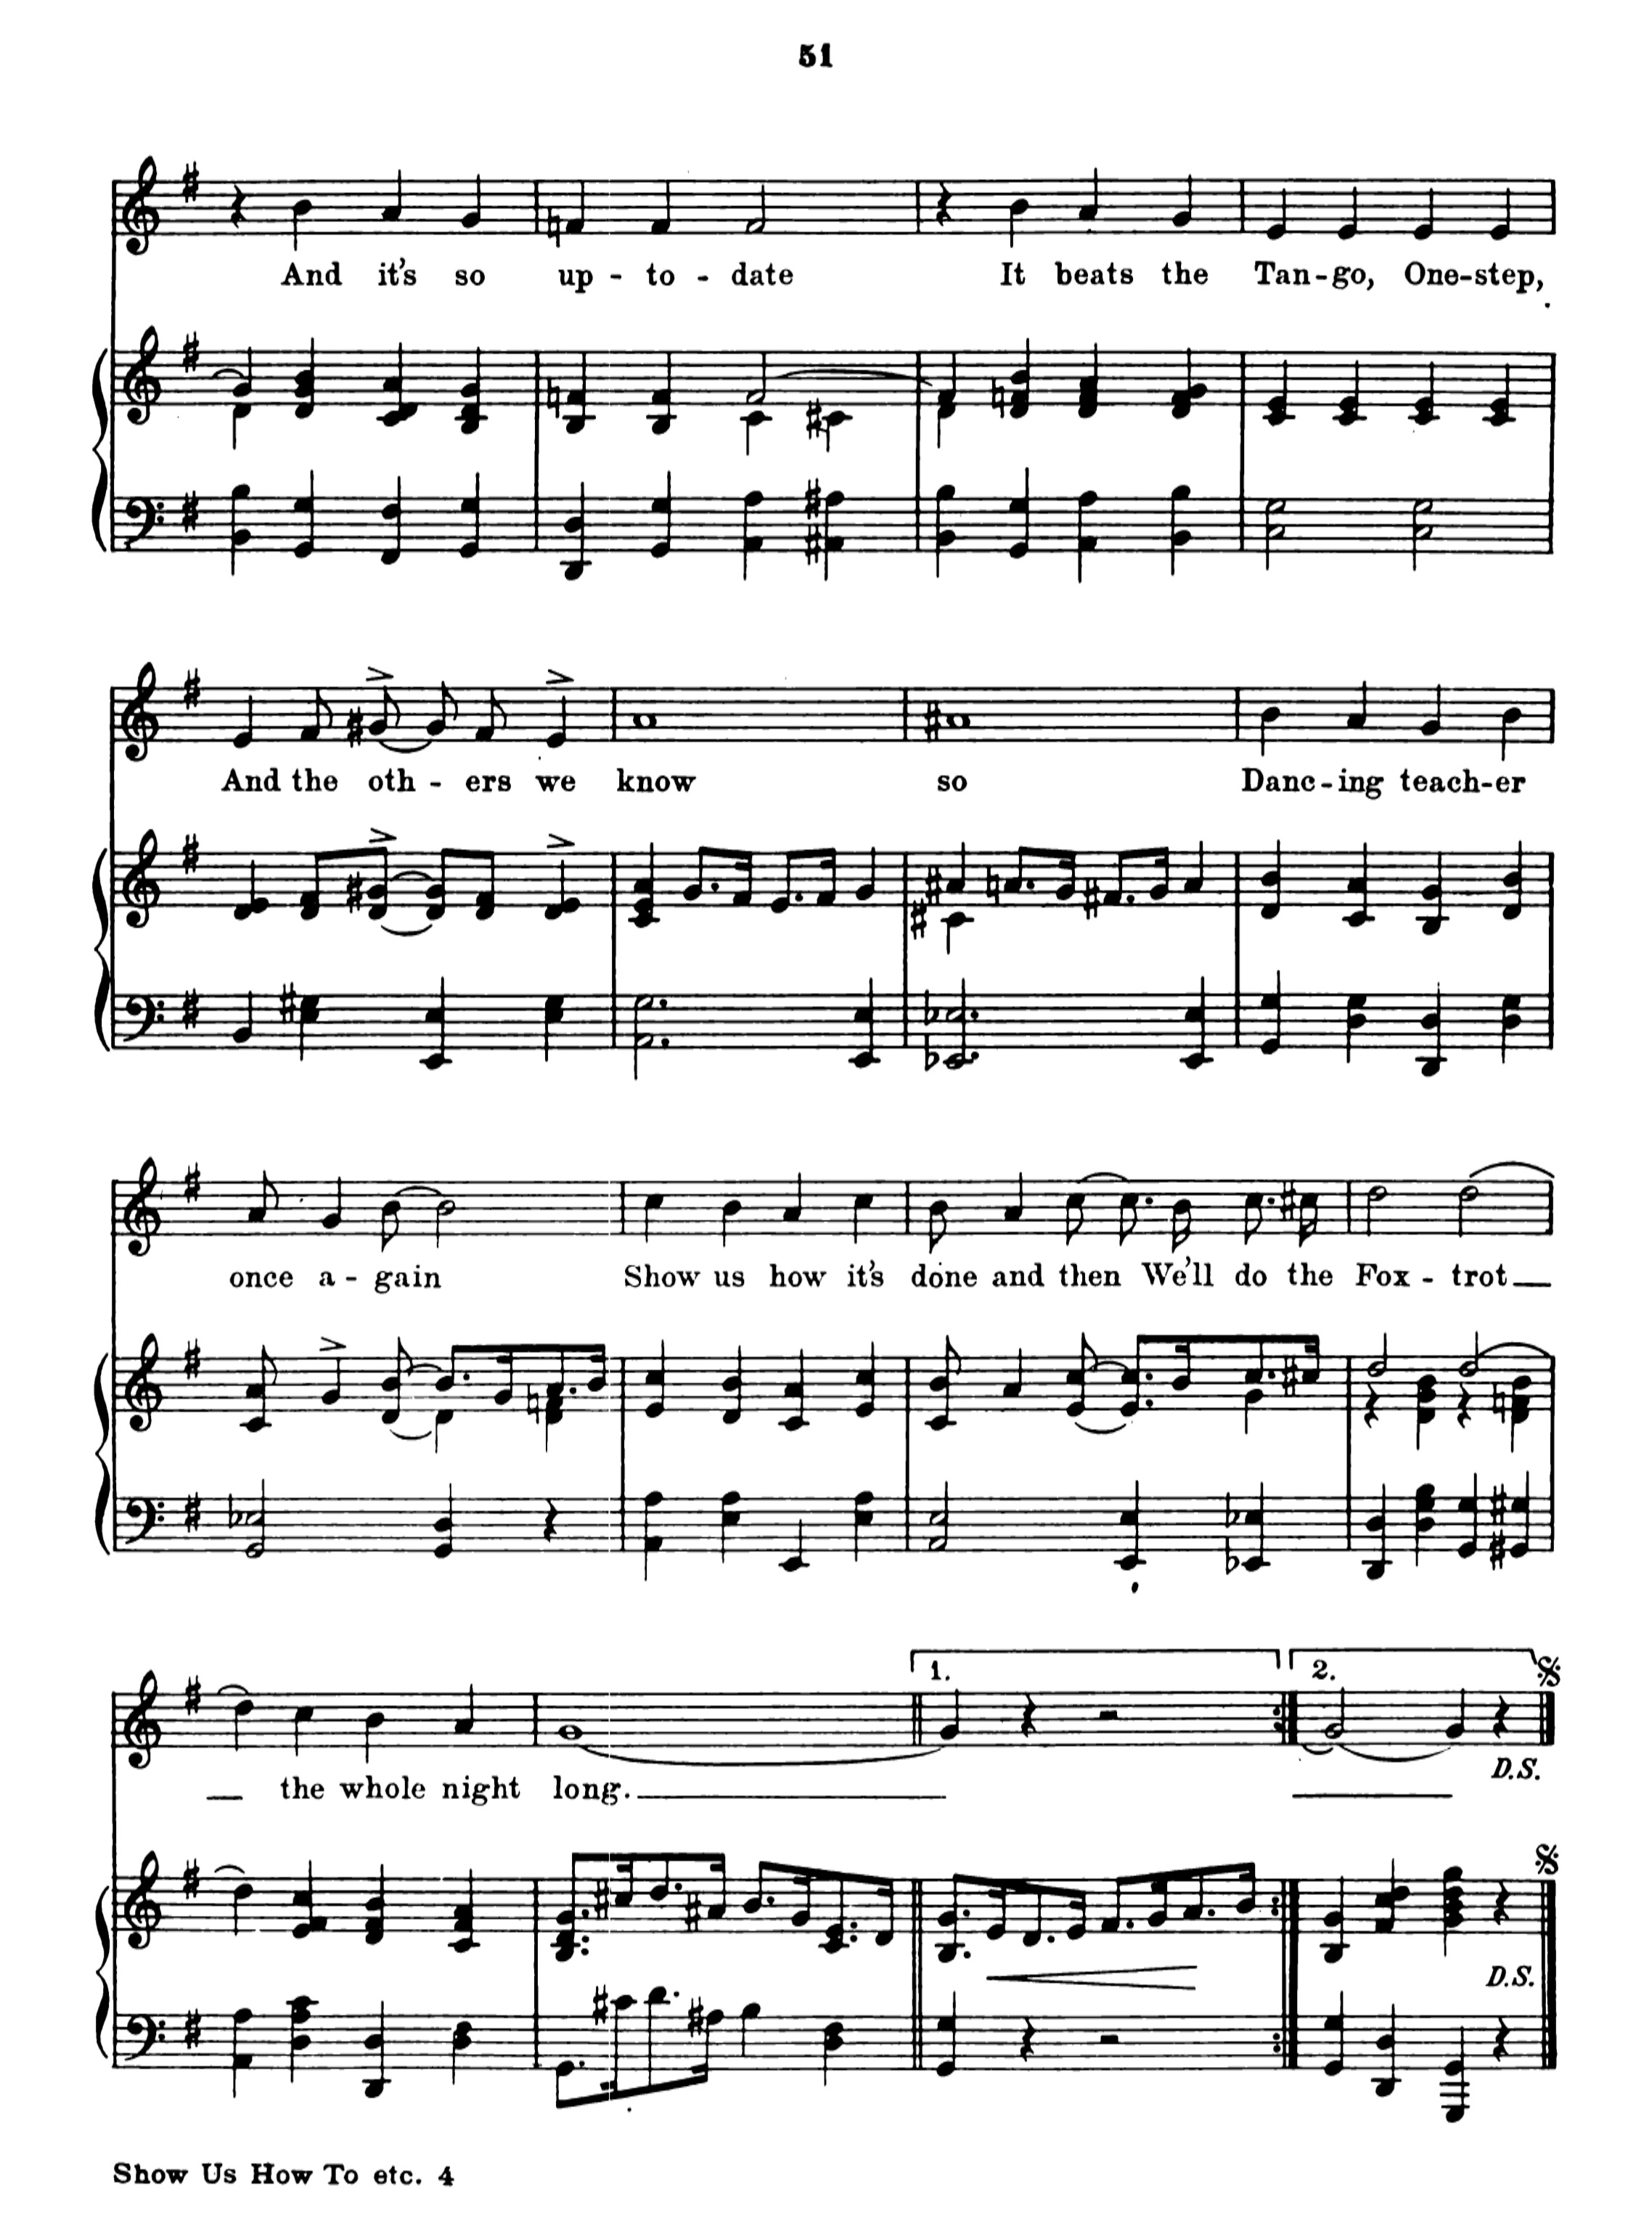 51
And it's so up - to - date It beats the Tan - go, One - step,
And the oth - ers we know so Danc - ing teach - er
once a - gain Show us how it's done and then We'll do the Fox - trot
the whole night long.
1. 2.
D.S.
D.S.
Show Us How To etc. 4